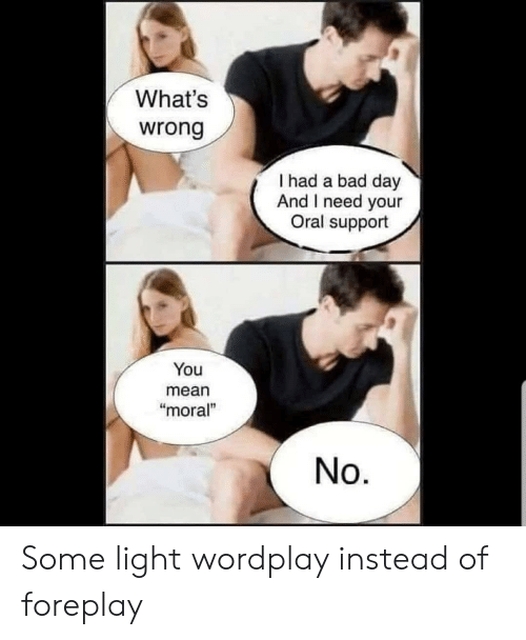 What's
wrong
I had a bad day
And I need your
Oral support
You
mean
“moral”
No.
Some light wordplay instead of
foreplay